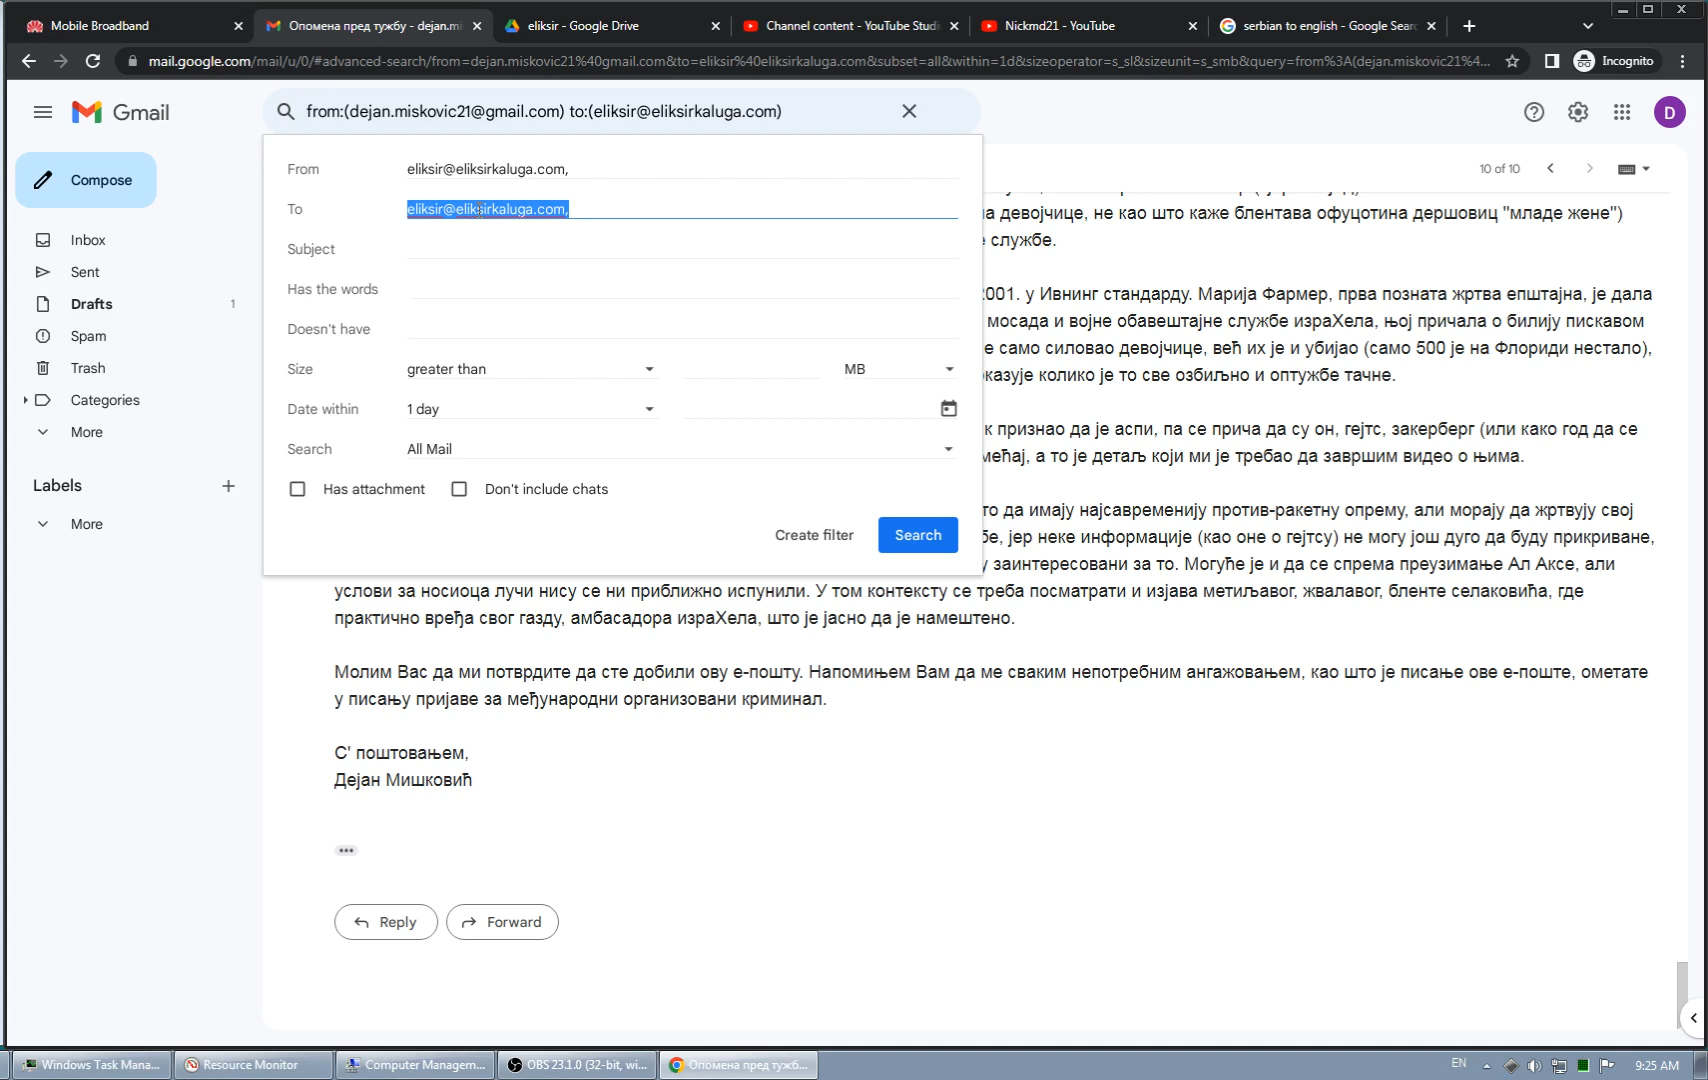 Mobile Broadband
Опомена пред тужбу - dejan.mi
eliksir - Google Drive
Channel content - YouTube Studi
Nickmd21 - YouTube
serbian to english - Google Searc
mail.google.com/mail/u/0/#advanced-search/from=dejan.miskovic21%40gmail.com&to=eliksir%40eliksirkaluga.com&subset=all&within=1d&sizeoperator=s_sl&sizeunit=s_smb&query=from%3A(dejan.miskovic21%4...
Incognito
Gmail
from:(dejan.miskovic21@gmail.com) to:(eliksir@eliksirkaluga.com)
D
Compose
Inbox
Sent
Drafts 1
Spam
Trash
Categories
More
Labels
More
From eliksir@eliksirkaluga.com,
To eliksir@eliksirkaluga.com,
Subject
Has the words
Doesn't have
Size greater than MB
Date within 1 day
Search All Mail
Has attachment Don't include chats
Create filter Search
10 of 10
а девојчице, не као што каже блентава офуцотина дершовиц "младе жене")
службе.
2001. у Ивнинг стандарду. Марија Фармер, прва позната жртва епштајна, је дала
мосада и војне обавештајне службе израХела, њој причала о билију пискавом
е само силовао девојчице, већ их је и убијао (само 500 је на Флориди нестало),
оказује колико је то све озбиљно и оптужбе тачне.
к признао да је аспи, па се прича да су он, гејтс, закерберг (или како год да се
мећај, а то је детаљ који ми је требао да завршим видео о њима.
то да имају најсавременију против-ракетну опрему, али морају да жртвују свој
бе, јер неке информације (као оне о гејтсу) не могу још дуго да буду прикриване,
у заинтересовани за то. Могуће је и да се спрема преузимање Ал Аксе, али
услови за носиоца лучи нису се ни приближно испунили. У том контексту се треба посматрати и изјава метиљавог, жвалавог, бленте селаковића, где
практично вређа свог газду, амбасадора израХела, што је јасно да је намештено.
Молим Вас да ми потврдите да сте добили ову е-пошту. Напомињем Вам да ме сваким непотребним ангажовањем, као што је писање ове е-поште, ометате
у писању пријаве за међународни организовани криминал.
С' поштовањем,
Дејан Мишковић
Reply
Forward
Windows Task Mana...
Resource Monitor
Computer Managem...
OBS 23.1.0 (32-bit, wi...
Опомена пред тужб...
EN
9:25 AM